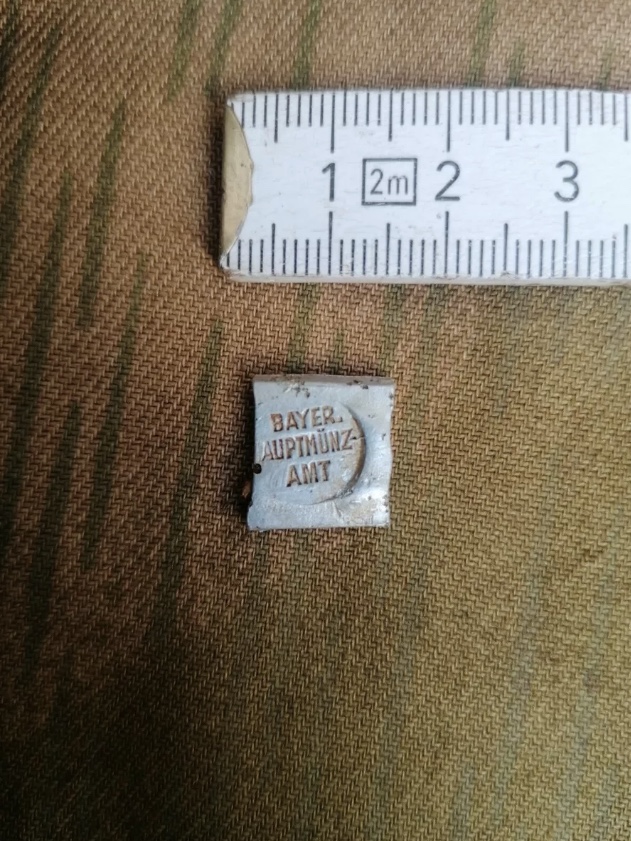 1 2m 2 3
BAYER.
AUPTMÜNZ-
AMT